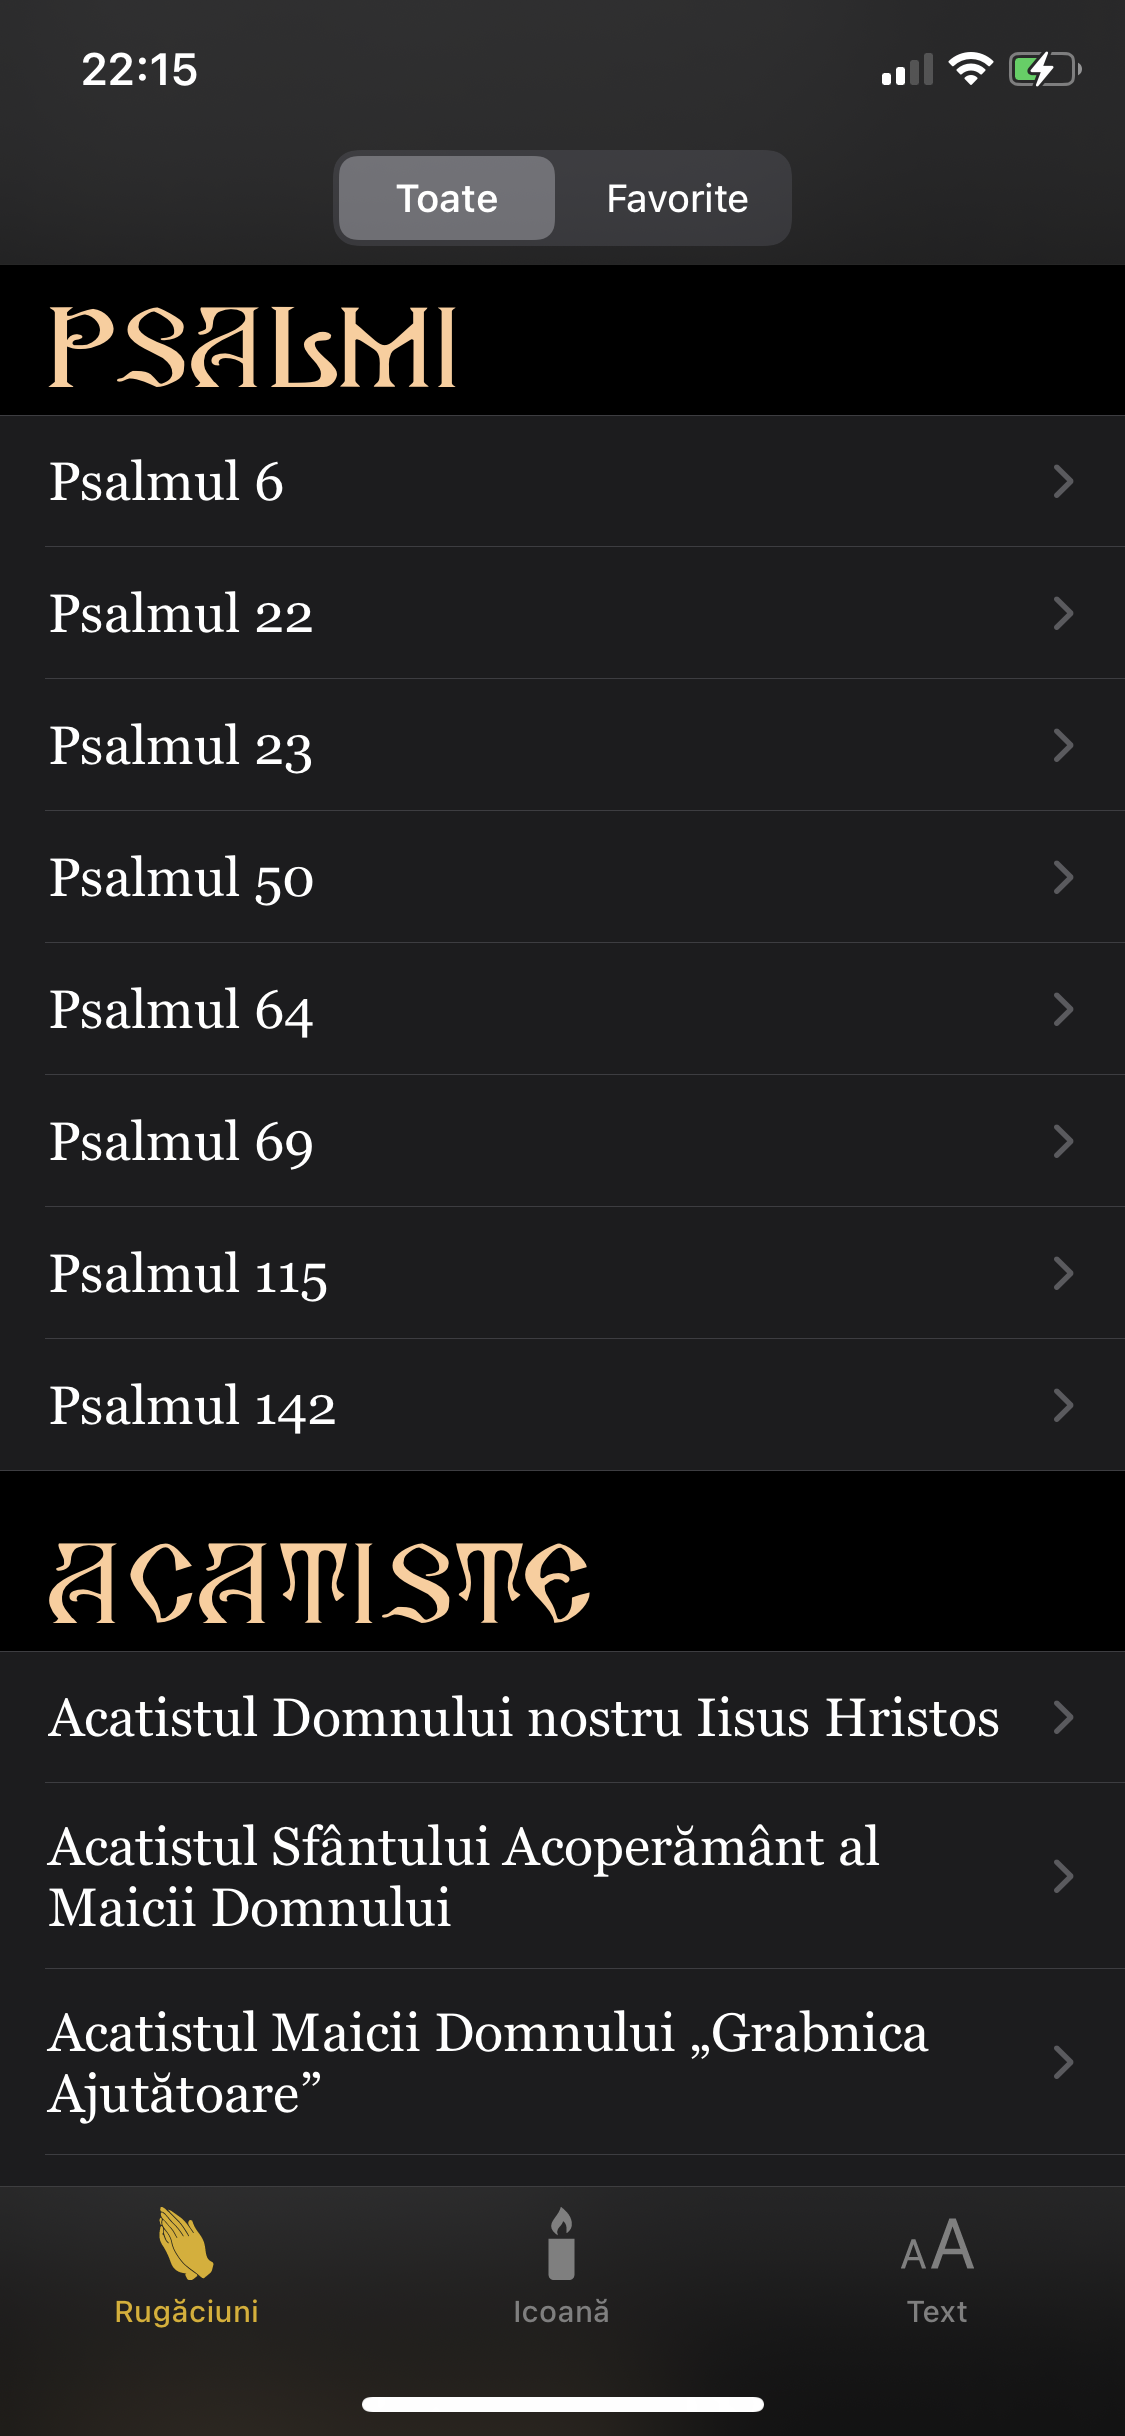 22:15
Toate
Favorite
PSALMI
Psalmul 6
Psalmul 22
Psalmul 23
Psalmul 50
Psalmul 64
Psalmul 69
Psalmul 115
Psalmul 142
ACATISTE
Acatistul Domnului nostru Iisus Hristos
Acatistul Sfântului Acoperământ al
Maicii Domnului
Acatistul Maicii Domnului „Grabnica
Ajutătoare”
AA
Rugăciuni
Icoană
Text